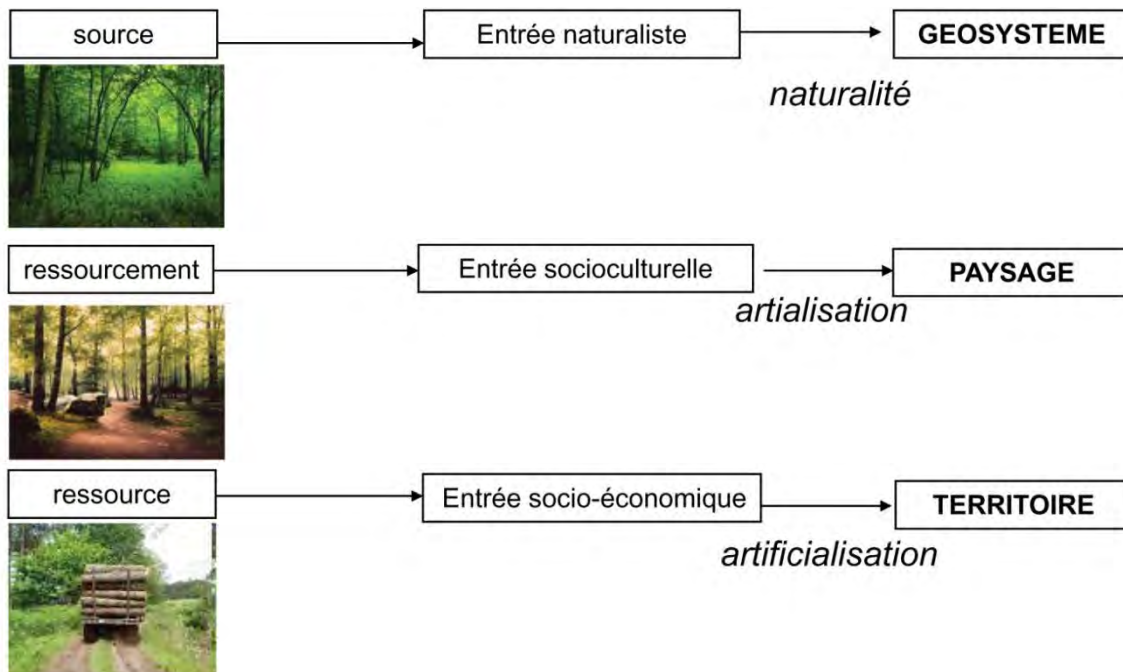 source
Entrée naturaliste
GEOSYSTEME
naturalité
ressourcement
Entrée socioculturelle
PAYSAGE
artialisation
ressource
Entrée socio-économique
TERRITOIRE
artificialisation